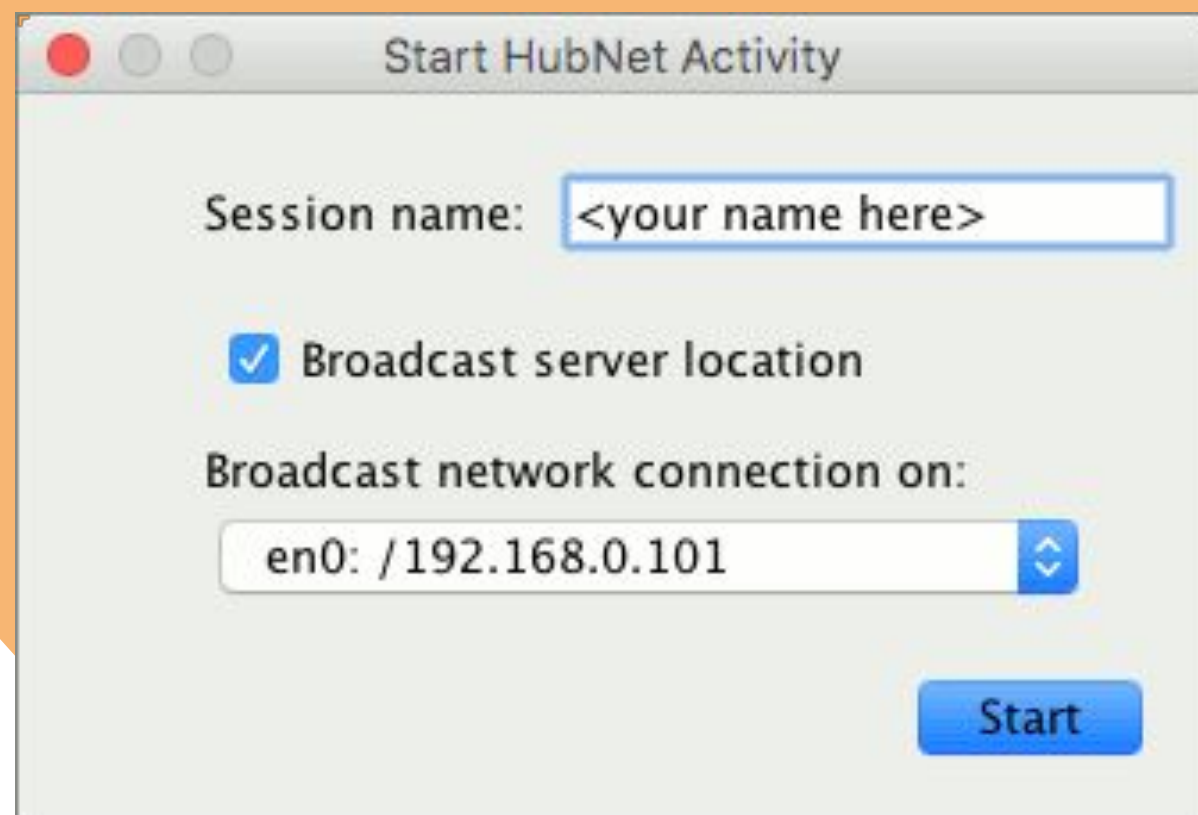 Start HubNet Activity
Session name: <your name here>
Broadcast server location
Broadcast network connection on:
en0: /192.168.0.101
Start